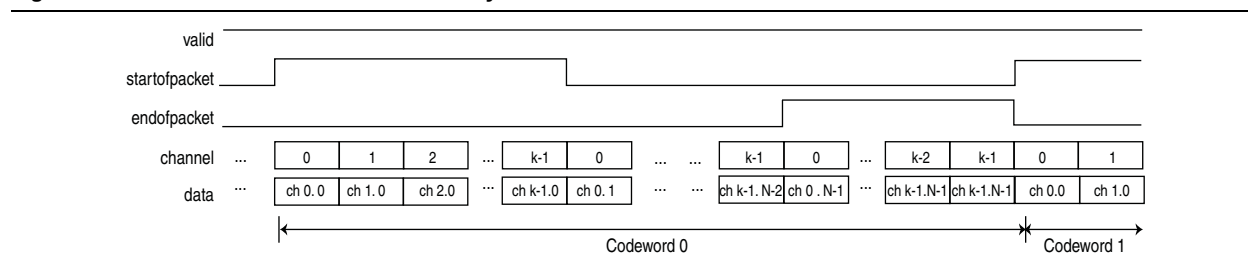 valid
startofpacket
endofpacket
channel ... 0 1 2 ... k-1 0 ... ... k-1 0 ... k-2 k-1 0 1
data ... ch 0. 0 ch 1. 0 ch 2.0 ... ch k-1.0 ch 0. 1 ... ... ch k-1. N-2 ch 0 . N-1 ... ch k-1.N-1 ch k-1.N-1 ch 0.0 ch 1.0
Codeword 0 Codeword 1